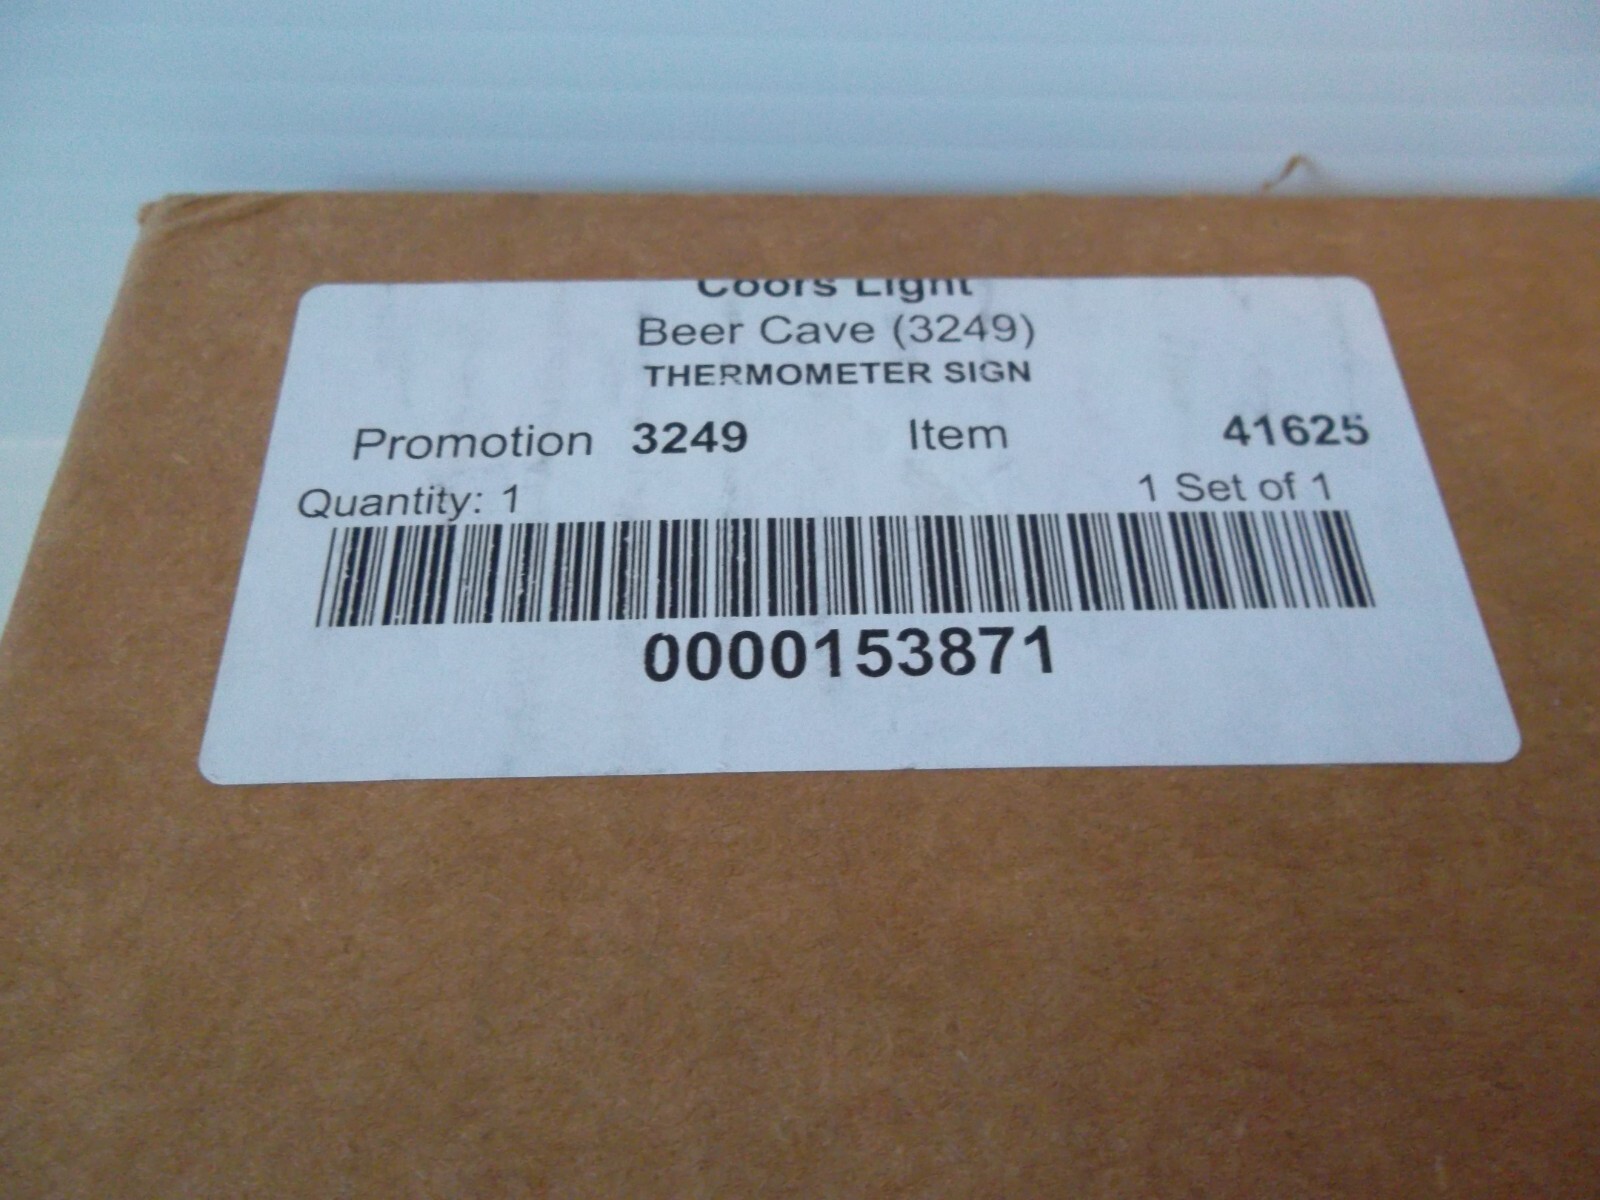 Coors Light
Beer Cave (3249)
THERMOMETER SIGN
Promotion 3249 Item 41625
Quantity: 1 1 Set of 1
0000153871